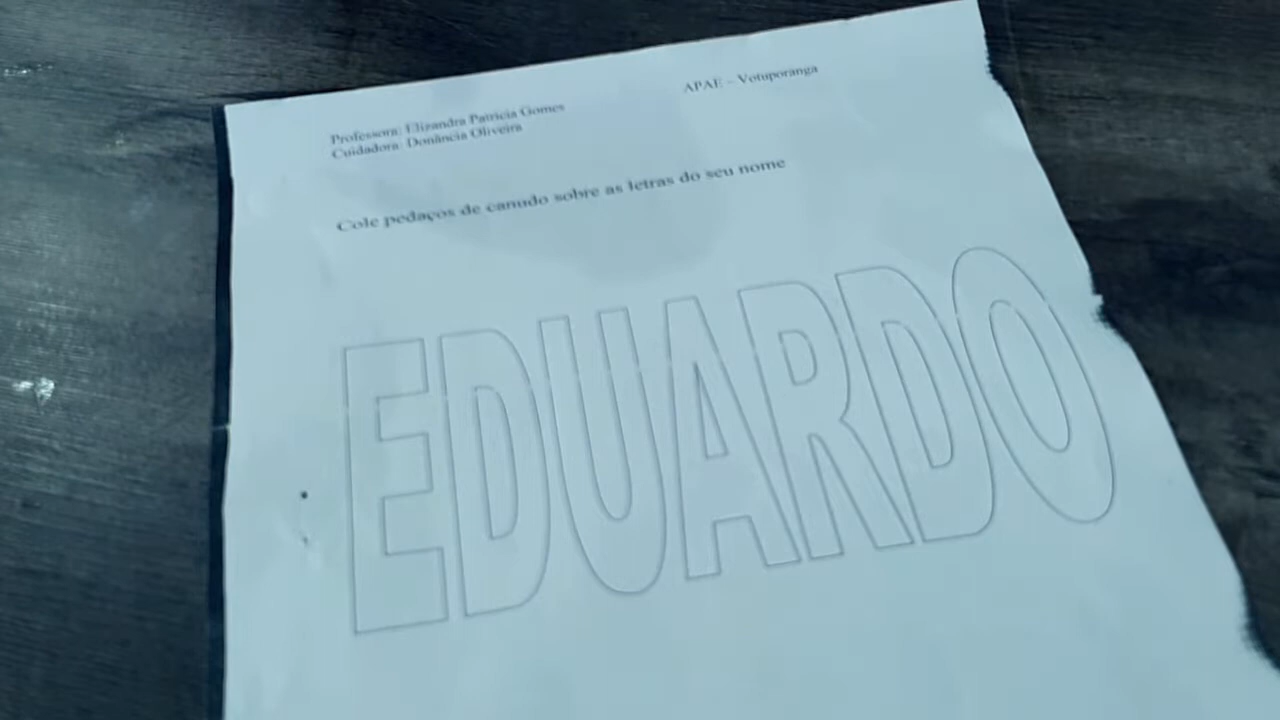 APAE – Votuporanga
Professora: Elizandra Patricia Gomes
Cuidadora: Donância Oliveira
Cole pedaços de canudo sobre as letras do seu nome
EDUARDO